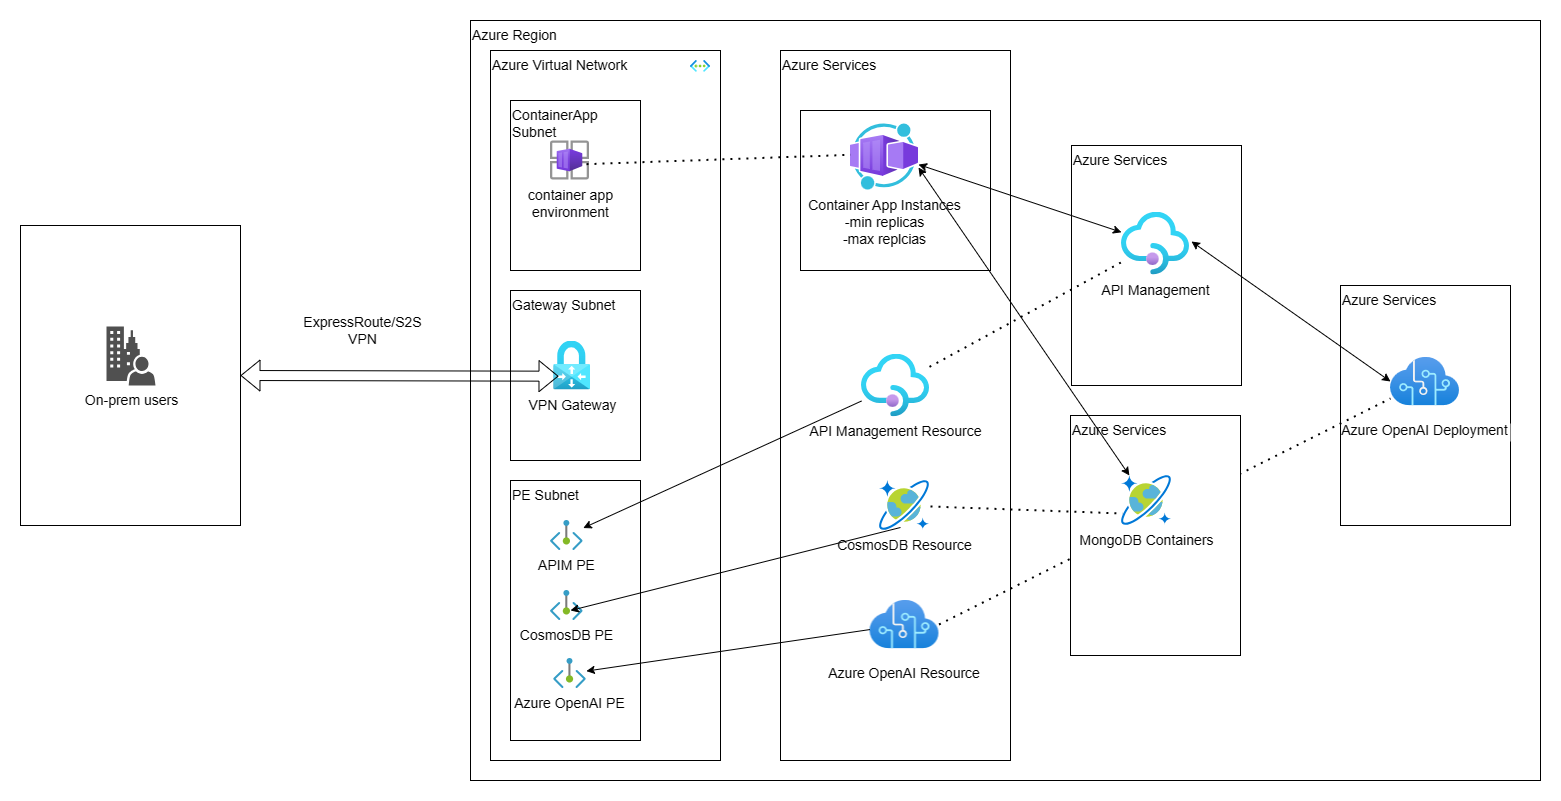 Azure Region
Azure Virtual Network
ContainerApp
Subnet
container app
environment
Gateway Subnet
VPN Gateway
PE Subnet
APIM PE
CosmosDB PE
Azure OpenAI PE
ExpressRoute/S2S
VPN
On-prem users
Azure Services
Container App Instances
-min replicas
-max replcias
API Management Resource
CosmosDB Resource
Azure OpenAI Resource
Azure Services
API Management
Azure Services
MongoDB Containers
Azure Services
Azure OpenAI Deployment